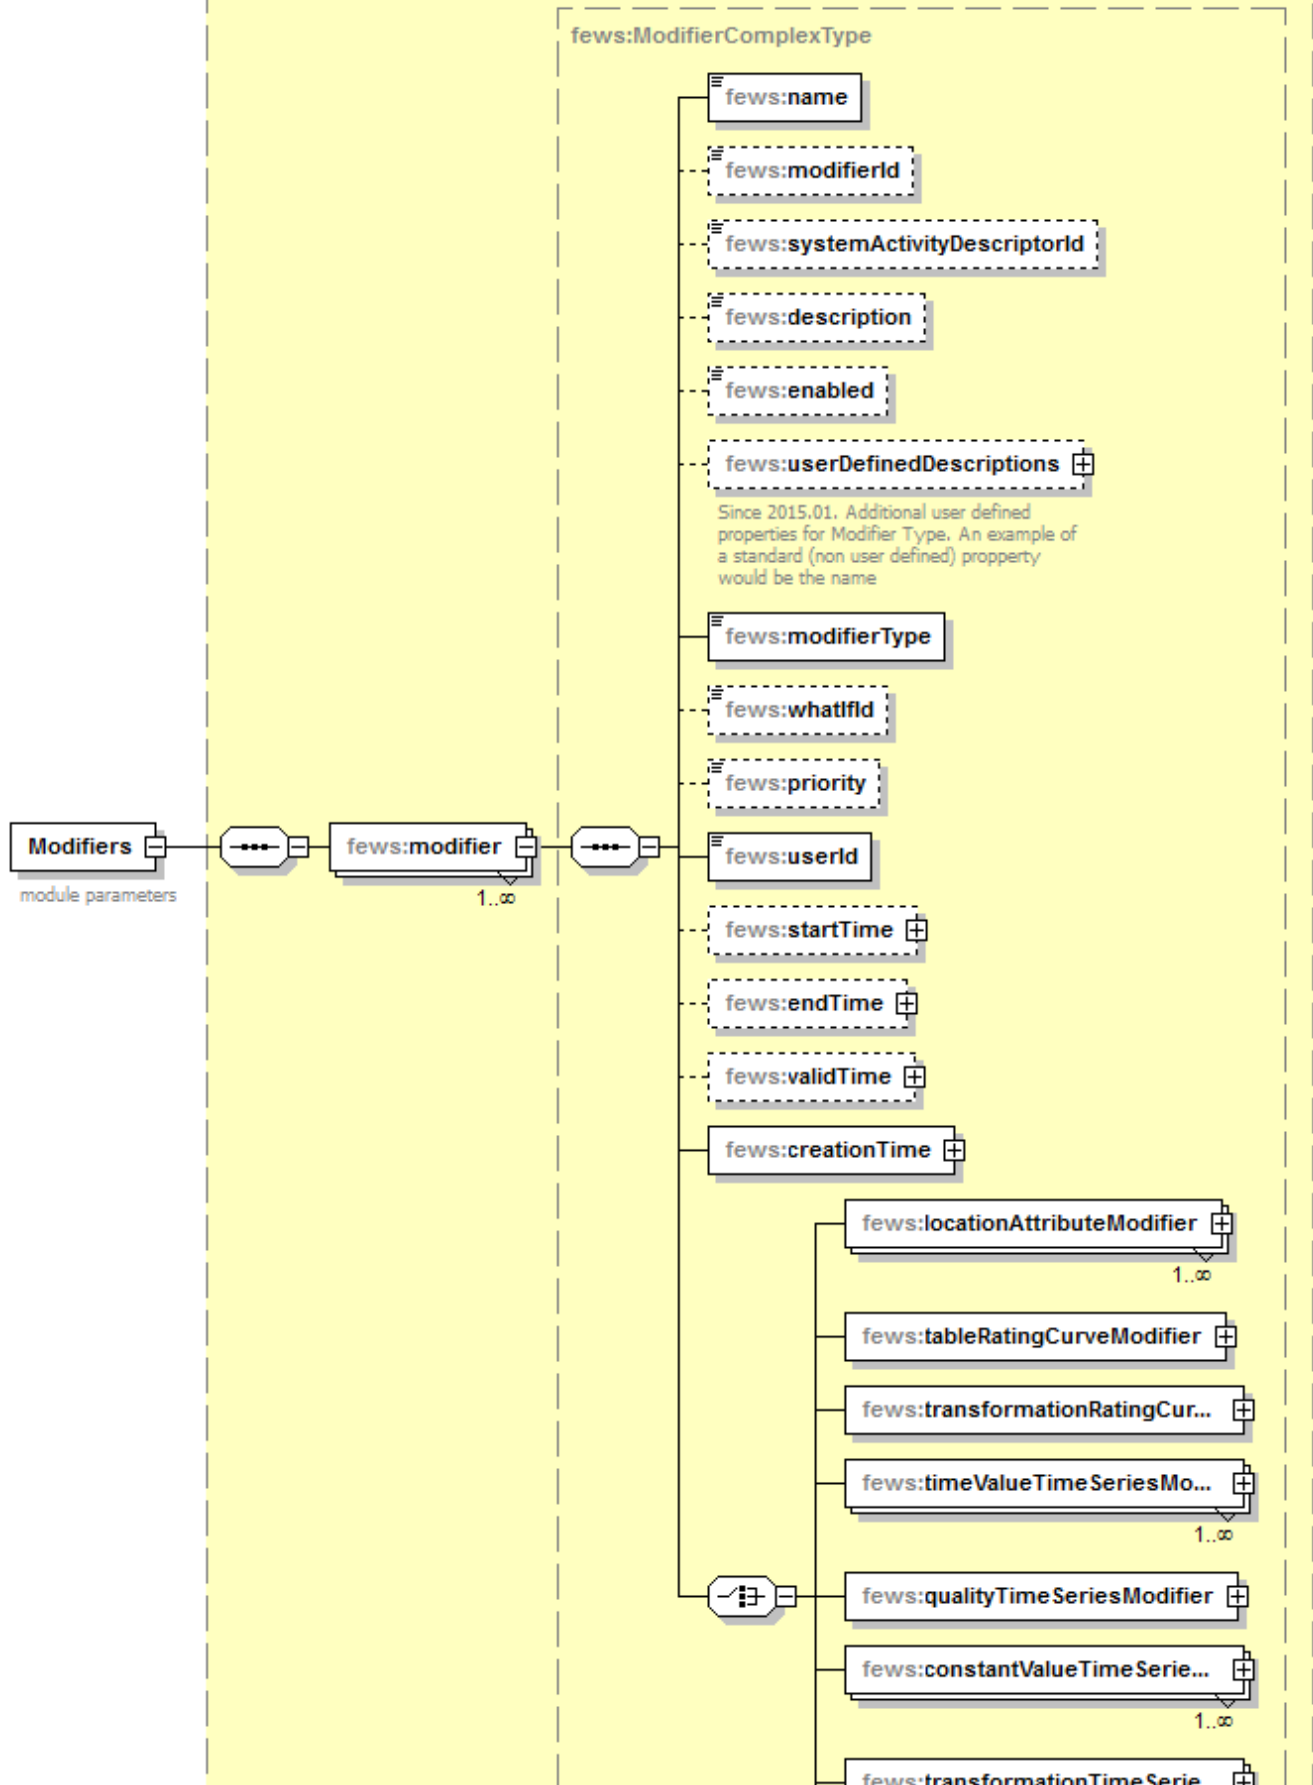 fews:ModifierComplexType
fews:name
fews:modifierId
fews:systemActivityDescriptorId
fews:description
fews:enabled
fews:userDefinedDescriptions
Since 2015.01. Additional user defined
properties for Modifier Type. An example of
a standard (non user defined) propperty
would be the name
fews:modifierType
fews:whatIfId
fews:priority
Modifiers
module parameters
fews:modifier
1..∞
fews:userId
fews:startTime
fews:endTime
fews:validTime
fews:creationTime
fews:locationAttributeModifier
1..∞
fews:tableRatingCurveModifier
fews:transformationRatingCur...
fews:timeValueTimeSeriesMo...
1..∞
fews:qualityTimeSeriesModifier
fews:constantValueTimeSerie...
1..∞
fews:transformationTimeSerie...